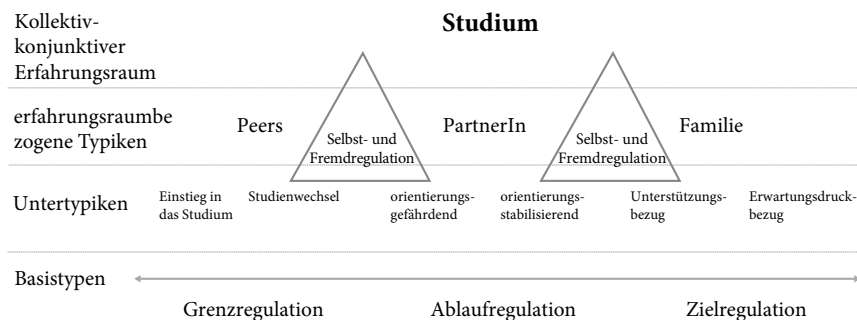 Kollektiv-
konjunktiver
Erfahrungsraum
Studium
erfahrungsraumbe
zogene Typiken
Peers
Selbst- und
Fremdregulation
PartnerIn
Selbst- und
Fremdregulation
Familie
Untertypiken
Einstieg in
das Studium
Studienwechsel
orientierungs-
gefährdend
orientierungs-
stabilisierend
Unterstützungs-
bezug
Erwartungsdruck-
bezug
Basistypen
Grenzregulation
Ablaufregulation
Zielregulation